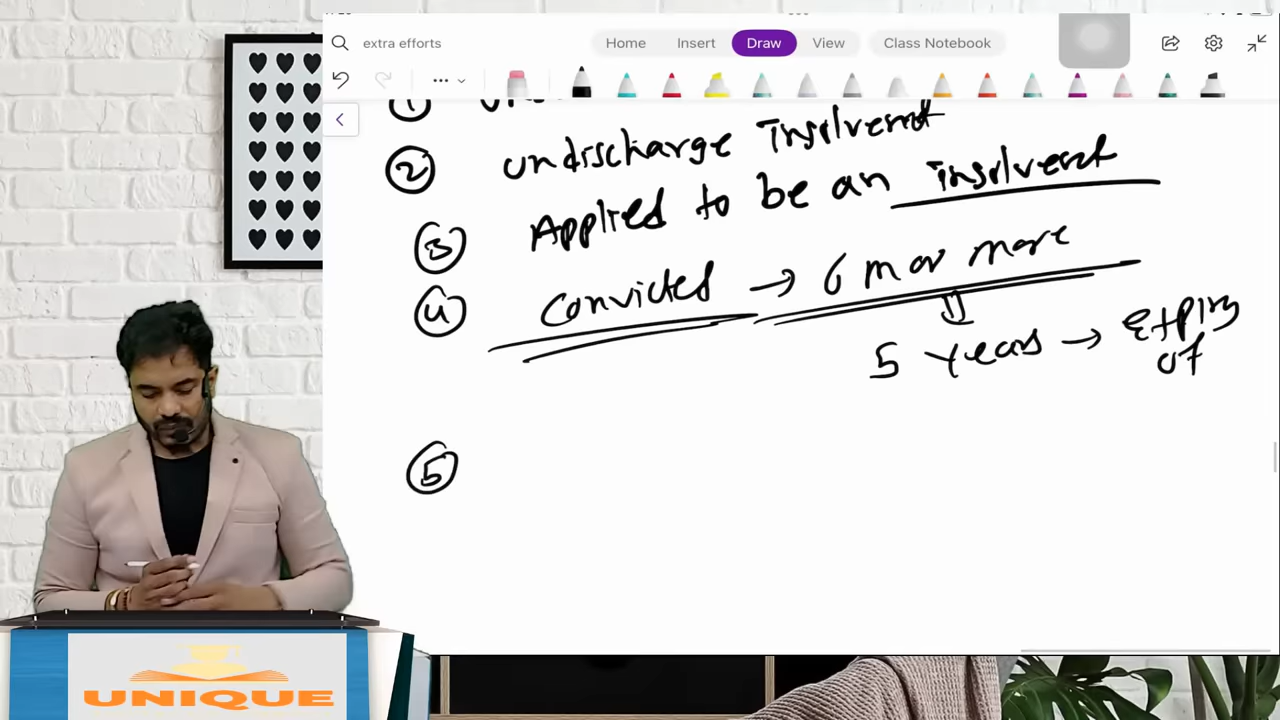 extra efforts
Home Insert Draw View Class Notebook
①
② undischarge insolvent
③ Applied to be an insolvent
④ convicted → 6 m or more
5 years → Expiry
of
⑤
UNIQUE